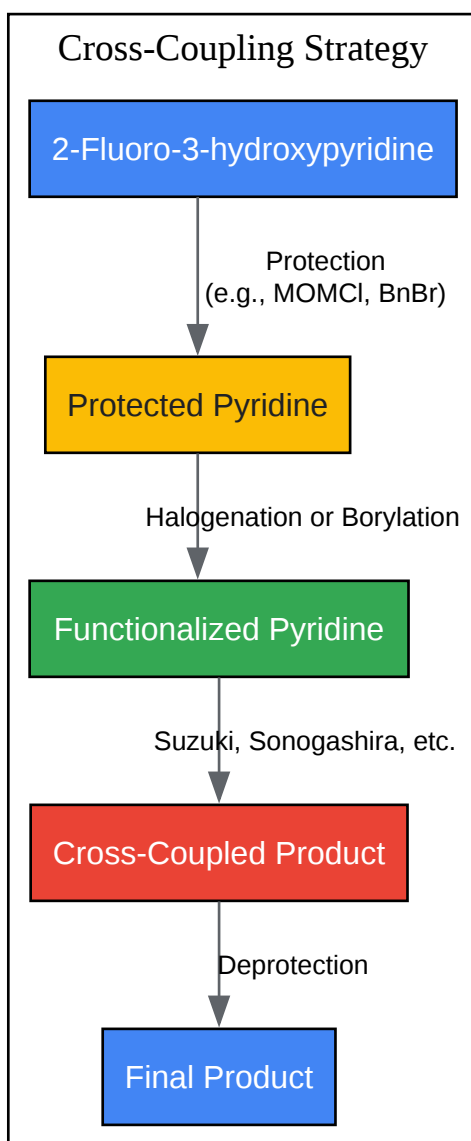 Cross-Coupling Strategy
2-Fluoro-3-hydroxypyridine
Protection
(e.g., MOMCl, BnBr)
Protected Pyridine
Halogenation or Borylation
Functionalized Pyridine
Suzuki, Sonogashira, etc.
Cross-Coupled Product
Deprotection
Final Product